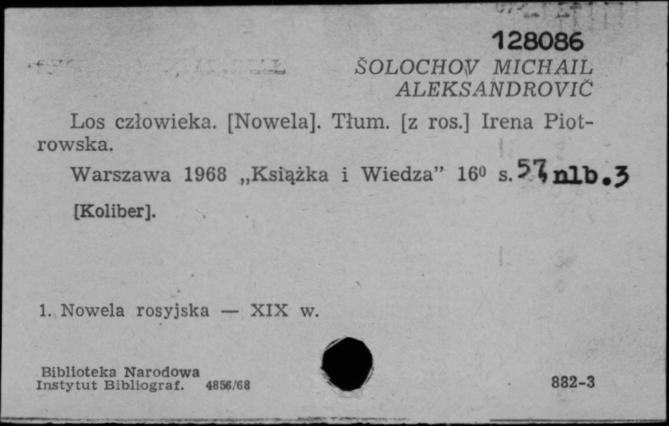 128086
ŠOLOCHOV MICHAIL
ALEKSANDROVIČ
Los człowieka. [Nowela]. Tłum. [z ros.] Irena Piot-
rowska.
Warszawa 1968 „Książka i Wiedza” 16⁰ s. 57, nlb. 3
[Koliber].
1. Nowela rosyjska — XIX w.
Biblioteka Narodowa
Instytut Bibliograf. 4856/68
882-3